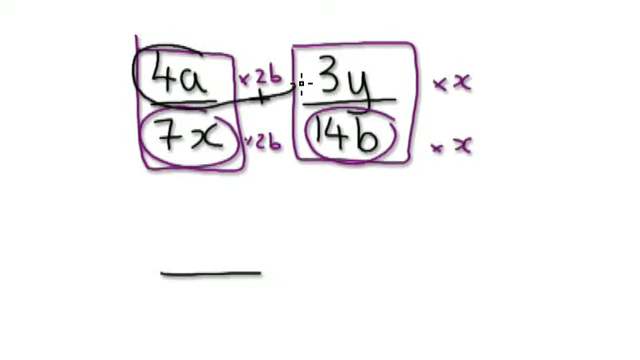 4a ×2b + 3y × x
7x ×2b 14b × x